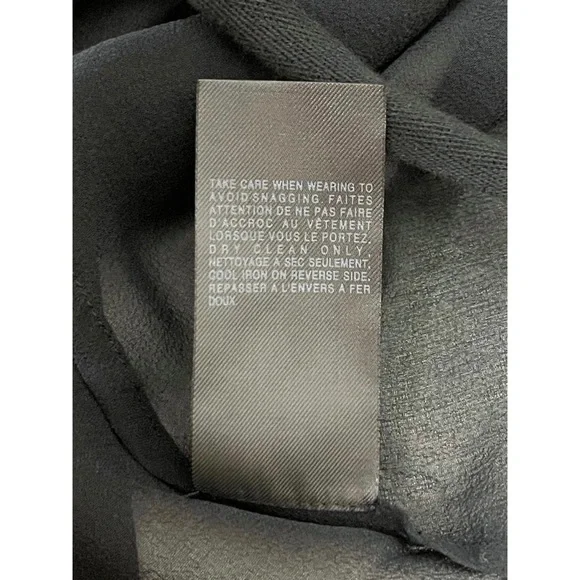 TAKE CARE WHEN WEARING TO
AVOID SNAGGING. FAITES
ATTENTION DE NE PAS FAIRE
D'ACCROC AU VÊTEMENT
LORSQUE VOUS LE PORTEZ.
DRY CLEAN ONLY.
NETTOYAGE A SEC SEULEMENT.
COOL IRON ON REVERSE SIDE.
REPASSER A L'ENVERS A FER
DOUX